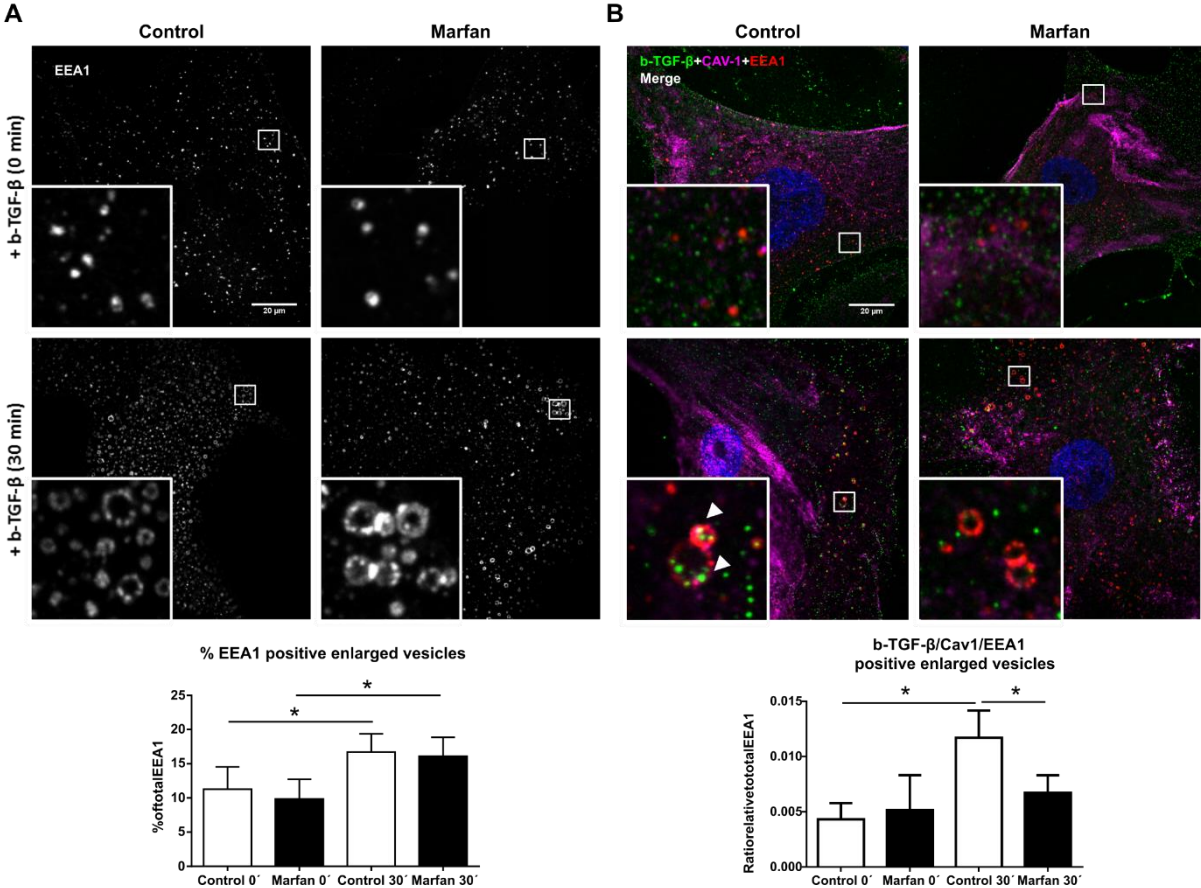 A
Control
Marfan
+ b-TGF-β (0 min)
EEA1
20 µm
+ b-TGF-β (30 min)
% EEA1 positive enlarged vesicles
%oftotalEEA1
25
20
15
10
5
0
*
*
Control 0´
Marfan 0´
Control 30´
Marfan 30´
B
Control
Marfan
b-TGF-β+CAV-1+EEA1
Merge
20 µm
b-TGF-β/Cav1/EEA1
positive enlarged vesicles
RatiorelativetototalEEA1
0.015
0.010
0.005
0.000
*
*
Control 0´
Marfan 0´
Control 30´
Marfan 30´